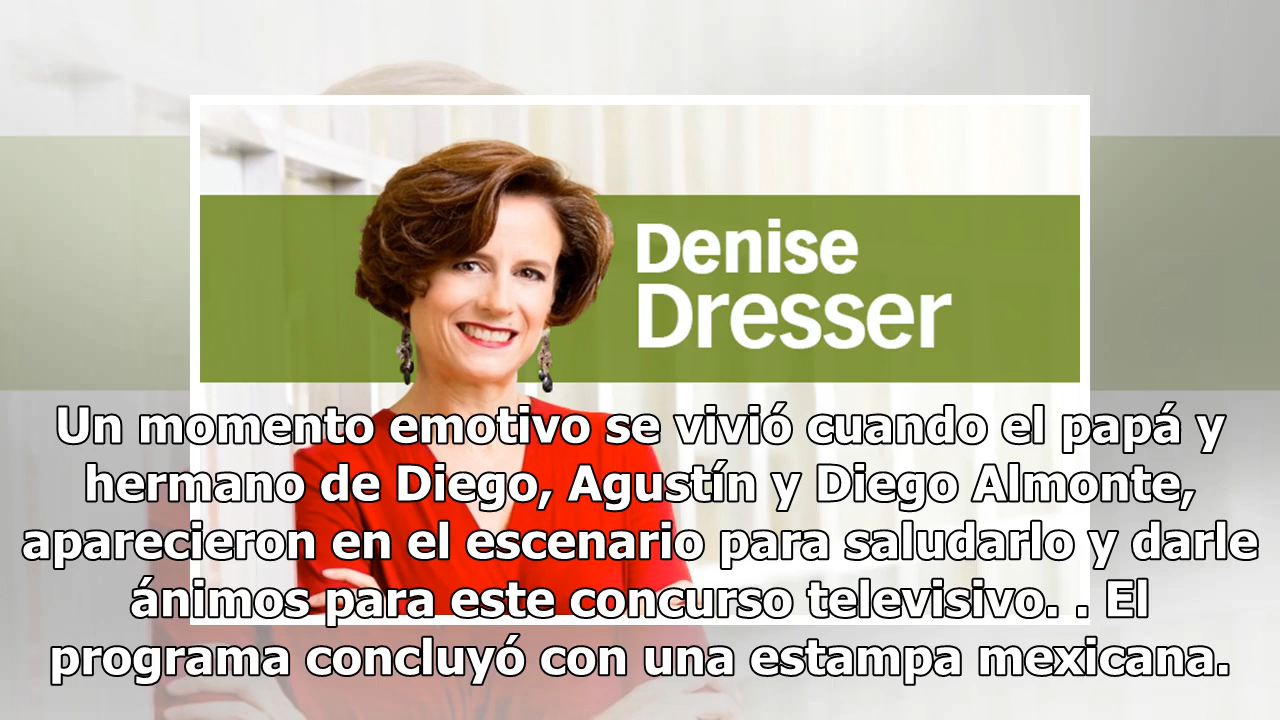 Denise
Dresser
Un momento emotivo se vivió cuando el papá y
hermano de Diego, Agustín y Diego Almonte,
aparecieron en el escenario para saludarlo y darle
ánimos para este concurso televisivo. . El
programa concluyó con una estampa mexicana.